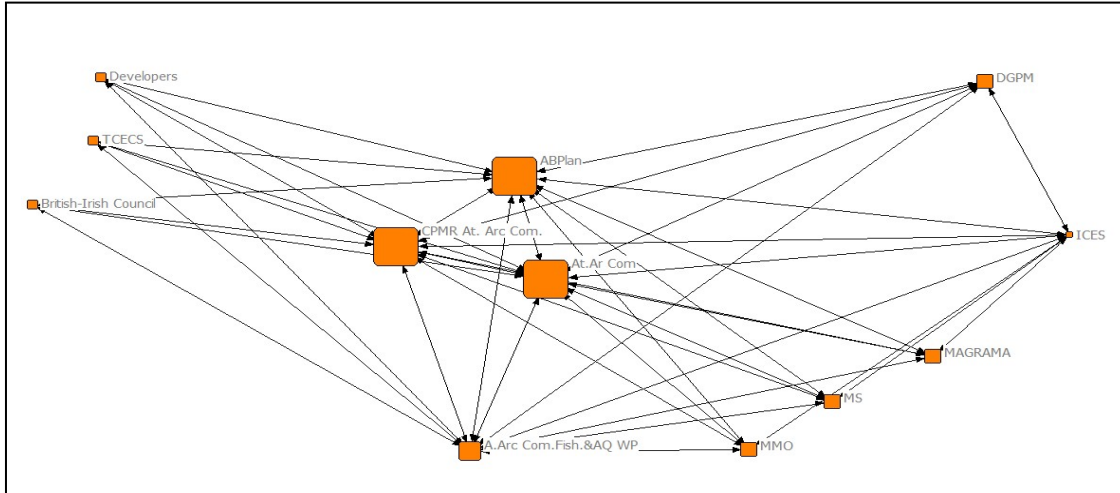 Developers
DGPM
TCECS
ABPlan
British-Irish Council
CPMR At. Arc Com.
ICES
At.Ar Com
MAGRAMA
MS
A.Arc Com.Fish.&AQ WP
MMO